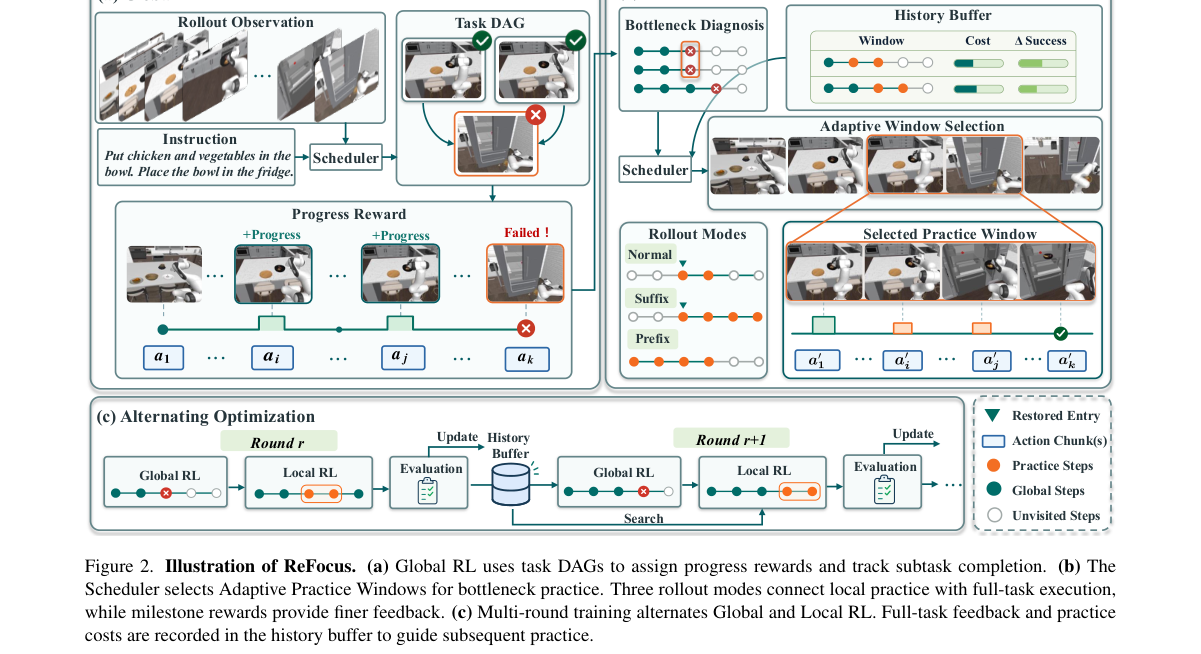 Rollout Observation
Task DAG
Instruction
Put chicken and vegetables in the
bowl. Place the bowl in the fridge.
Scheduler
Progress Reward
+Progress
+Progress
Failed !
...
...
...
a1
...
ai
...
aj
...
ak
Bottleneck Diagnosis
History Buffer
Window
Cost
Δ Success
Scheduler
Adaptive Window Selection
Rollout Modes
Normal
Suffix
Prefix
Selected Practice Window
a′1
...
a′i
...
a′j
...
a′k
(c) Alternating Optimization
Round r
Global RL
Local RL
Evaluation
Update
History
Buffer
Search
Round r+1
Global RL
Local RL
Evaluation
Update
...
Restored Entry
Action Chunk(s)
Practice Steps
Global Steps
Unvisited Steps
Figure 2. Illustration of ReFocus. (a) Global RL uses task DAGs to assign progress rewards and track subtask completion. (b) The
Scheduler selects Adaptive Practice Windows for bottleneck practice. Three rollout modes connect local practice with full-task execution,
while milestone rewards provide finer feedback. (c) Multi-round training alternates Global and Local RL. Full-task feedback and practice
costs are recorded in the history buffer to guide subsequent practice.